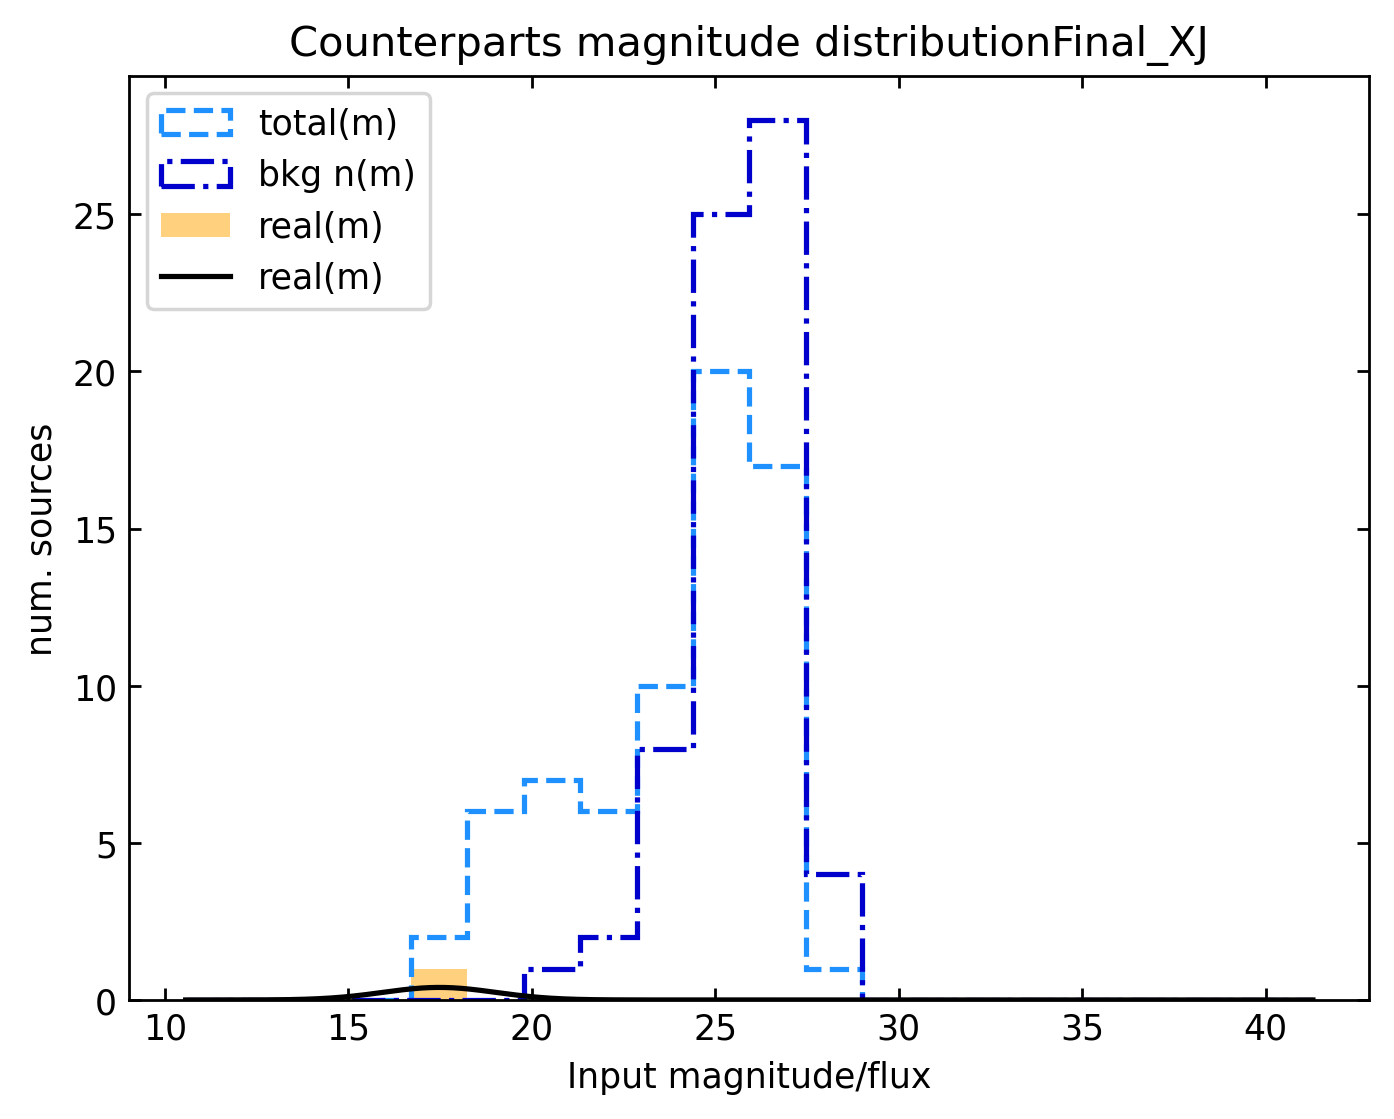 Counterparts magnitude distributionFinal_XJ
total(m)
bkg n(m)
real(m)
real(m)
25
20
15
10
5
0
num. sources
10 15 20 25 30 35 40
Input magnitude/flux